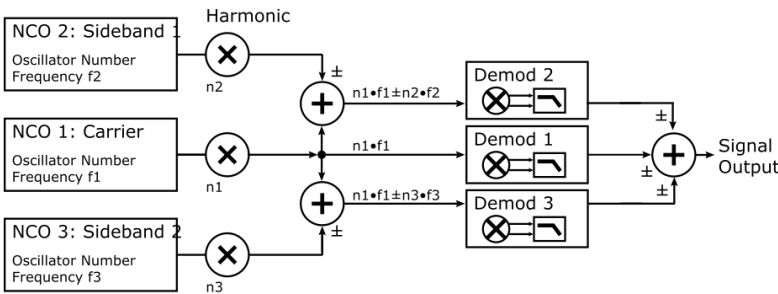 Harmonic
NCO 2: Sideband 1
Oscillator Number
Frequency f2
n2
±
n1•f1±n2•f2
Demod 2
±
NCO 1: Carrier
Oscillator Number
Frequency f1
n1
n1•f1
Demod 1
±
Signal
Output
NCO 3: Sideband 2
Oscillator Number
Frequency f3
n3
±
n1•f1±n3•f3
Demod 3
±